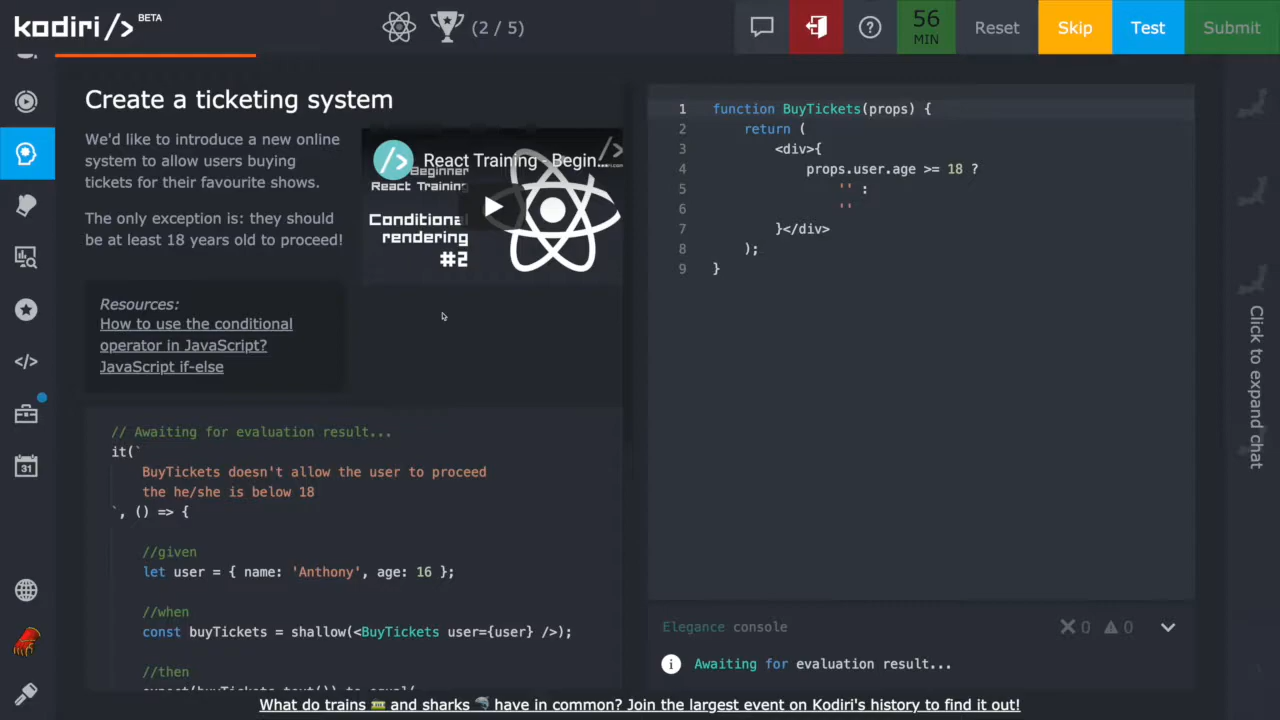 kodiri/> BETA
(2 / 5)
56
MIN
Reset
Skip
Test
Submit
Create a ticketing system
We'd like to introduce a new online
system to allow users buying
tickets for their favourite shows.
The only exception is: they should
be at least 18 years old to proceed!
React Training - Begin...
Beginner
React Training
Conditional
rendering
#2
Resources:
How to use the conditional
operator in JavaScript?
JavaScript if-else
31
// Awaiting for evaluation result...
it(`
BuyTickets doesn't allow the user to proceed
the he/she is below 18
`, () => {
//given
let user = { name: 'Anthony', age: 16 };
//when
const buyTickets = shallow(<BuyTickets user={user} />);
//then
expect(buyTickets.text()).to.equal(
1 function BuyTickets(props) {
2 return (
3 <div>{
4 props.user.age >= 18 ?
5 '' :
6 ''
7 }</div>
8 );
9 }
Elegance console
0 0
Awaiting for evaluation result...
Click to expand chat
What do trains 🚃 and sharks 🦈 have in common? Join the largest event on Kodiri's history to find it out!